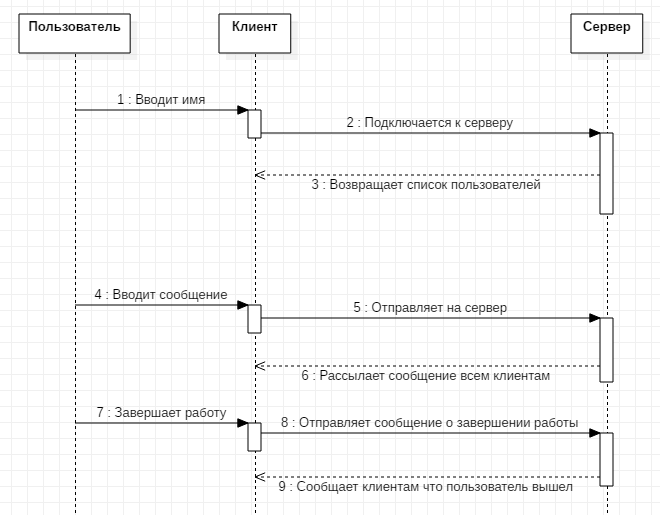 Пользователь
Клиент
Сервер
1 : Вводит имя
2 : Подключается к серверу
3 : Возвращает список пользователей
4 : Вводит сообщение
5 : Отправляет на сервер
6 : Рассылает сообщение всем клиентам
7 : Завершает работу
8 : Отправляет сообщение о завершении работы
9 : Сообщает клиентам что пользователь вышел